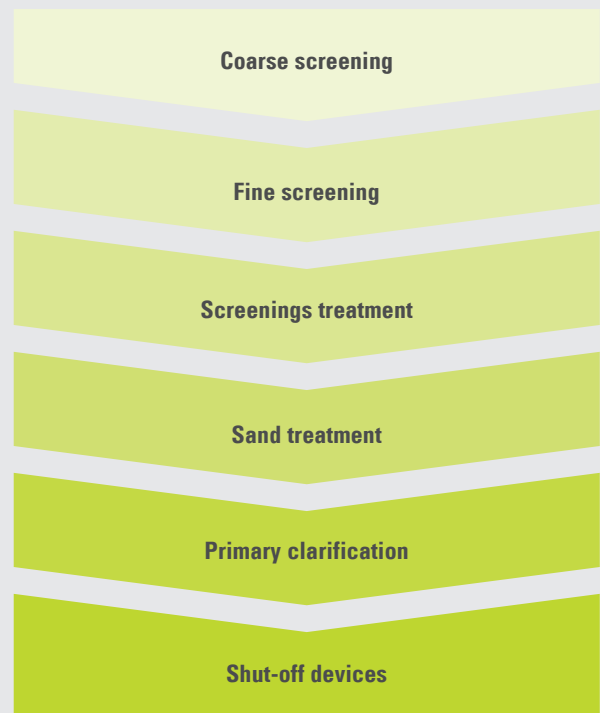 Coarse screening
Fine screening
Screenings treatment
Sand treatment
Primary clarification
Shut-off devices